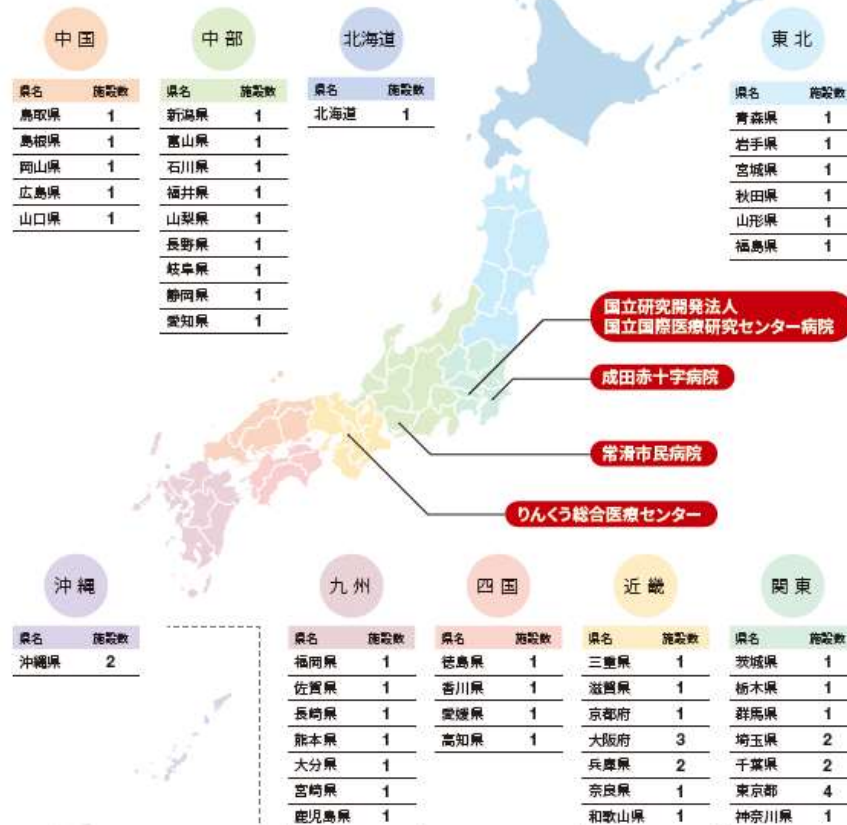 中国
県名 施設数
鳥取県 1
島根県 1
岡山県 1
広島県 1
山口県 1
中部
県名 施設数
新潟県 1
富山県 1
石川県 1
福井県 1
山梨県 1
長野県 1
岐阜県 1
静岡県 1
愛知県 1
北海道
県名 施設数
北海道 1
東北
県名 施設数
青森県 1
岩手県 1
宮城県 1
秋田県 1
山形県 1
福島県 1
国立研究開発法人
国立国際医療研究センター病院
成田赤十字病院
常滑市民病院
りんくう総合医療センター
沖縄
県名 施設数
沖縄県 2
九州
県名 施設数
福岡県 1
佐賀県 1
長崎県 1
熊本県 1
大分県 1
宮崎県 1
鹿児島県 1
四国
県名 施設数
徳島県 1
香川県 1
愛媛県 1
高知県 1
近畿
県名 施設数
三重県 1
滋賀県 1
京都府 1
大阪府 3
兵庫県 2
奈良県 1
和歌山県 1
関東
県名 施設数
茨城県 1
栃木県 1
群馬県 1
埼玉県 2
千葉県 2
東京都 4
神奈川県 1